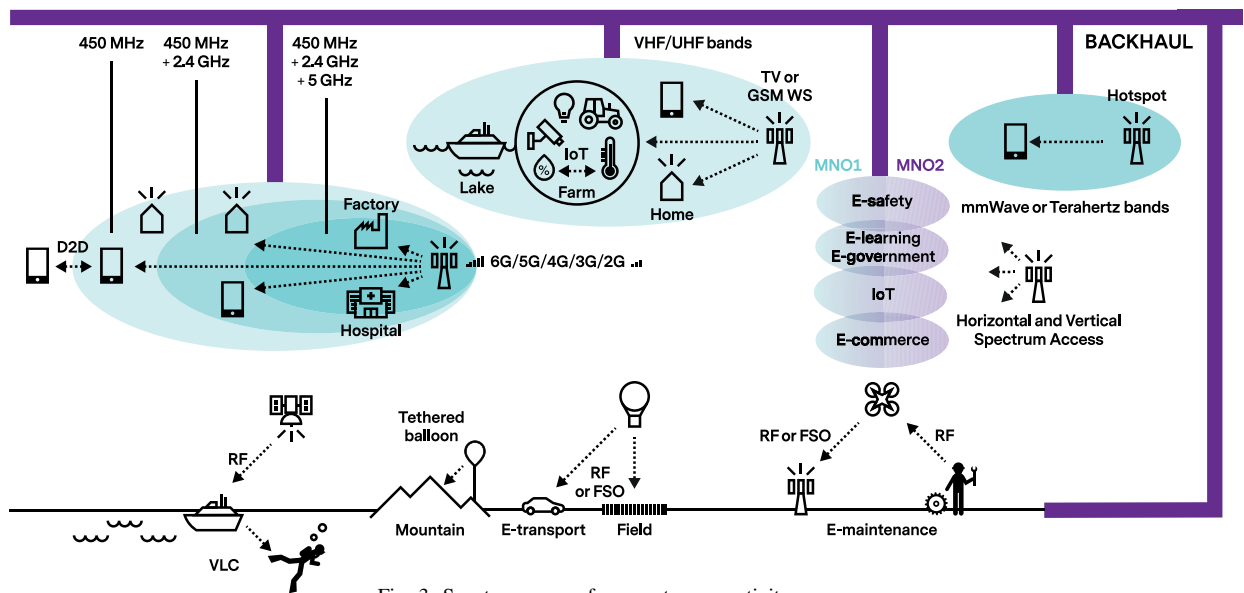 450 MHz
450 MHz
+ 2.4 GHz
450 MHz
+ 2.4 GHz
+ 5 GHz
VHF/UHF bands
BACKHAUL
TV or
GSM WS
Hotspot
IoT
Lake
Farm
Home
MNO1
MNO2
E-safety
E-learning
E-government
IoT
E-commerce
mmWave or Terahertz bands
Horizontal and Vertical
Spectrum Access
Factory
D2D
6G/5G/4G/3G/2G
Hospital
%
RF
Tethered
balloon
RF
or FSO
RF or FSO
RF
Mountain
E-transport
Field
E-maintenance
VLC